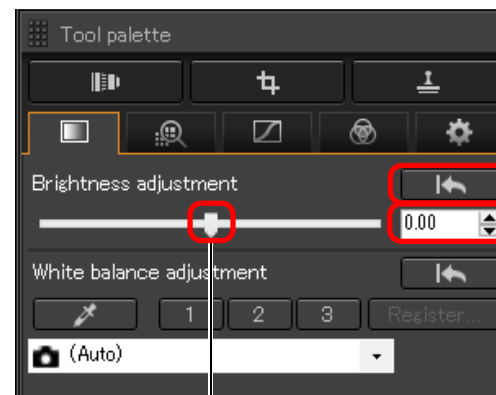 Tool palette
Brightness adjustment
0.00
White balance adjustment
1 2 3 Register...
(Auto)